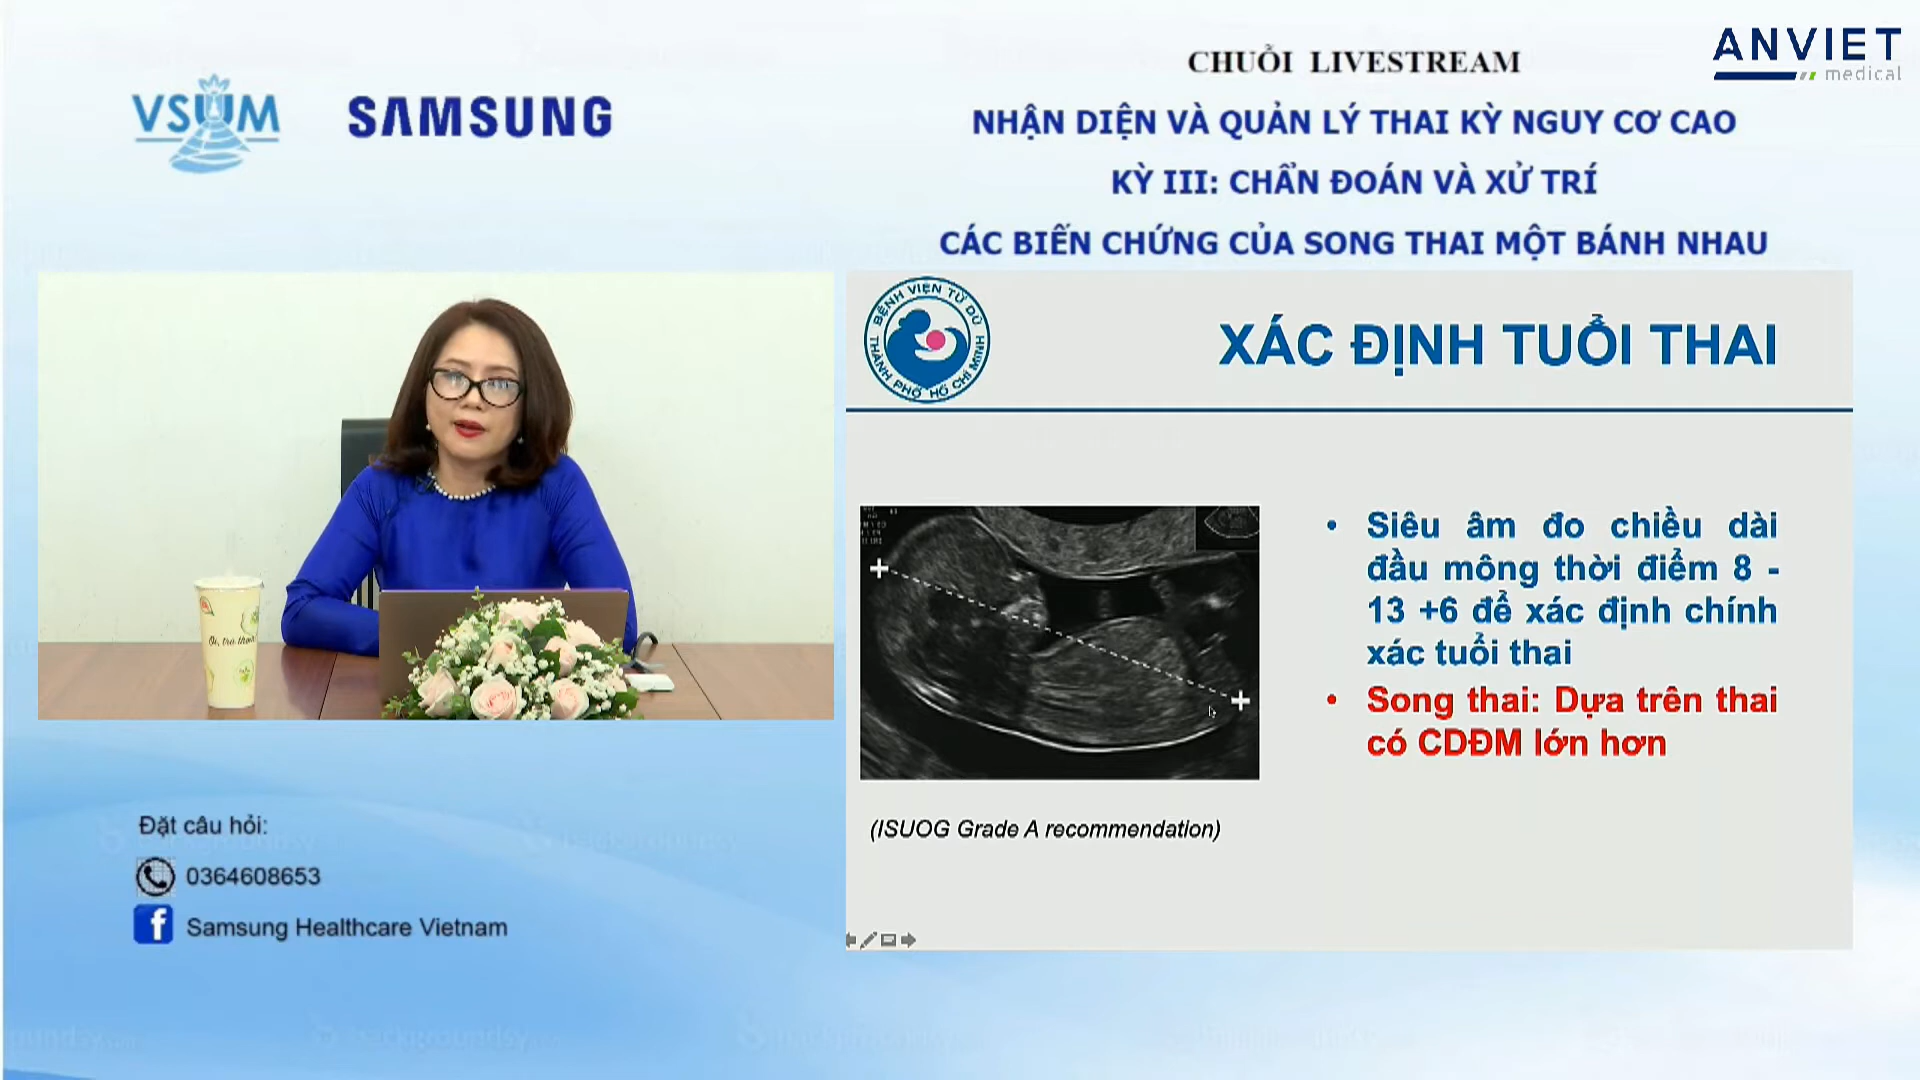 ANVIET
medical
VSUM
SAMSUNG
CHUỖI LIVESTREAM
NHẬN DIỆN VÀ QUẢN LÝ THAI KỲ NGUY CƠ CAO
KỲ III: CHẨN ĐOÁN VÀ XỬ TRÍ
CÁC BIẾN CHỨNG CỦA SONG THAI MỘT BÁNH NHAU
BỆNH VIỆN TỪ DŨ
THÀNH PHỐ HỒ CHÍ MINH
XÁC ĐỊNH TUỔI THAI
• Siêu âm đo chiều dài
đầu mông thời điểm 8 -
13 +6 để xác định chính
xác tuổi thai
• Song thai: Dựa trên thai
có CDĐM lớn hơn
(ISUOG Grade A recommendation)
Đặt câu hỏi:
0364608653
f
Samsung Healthcare Vietnam